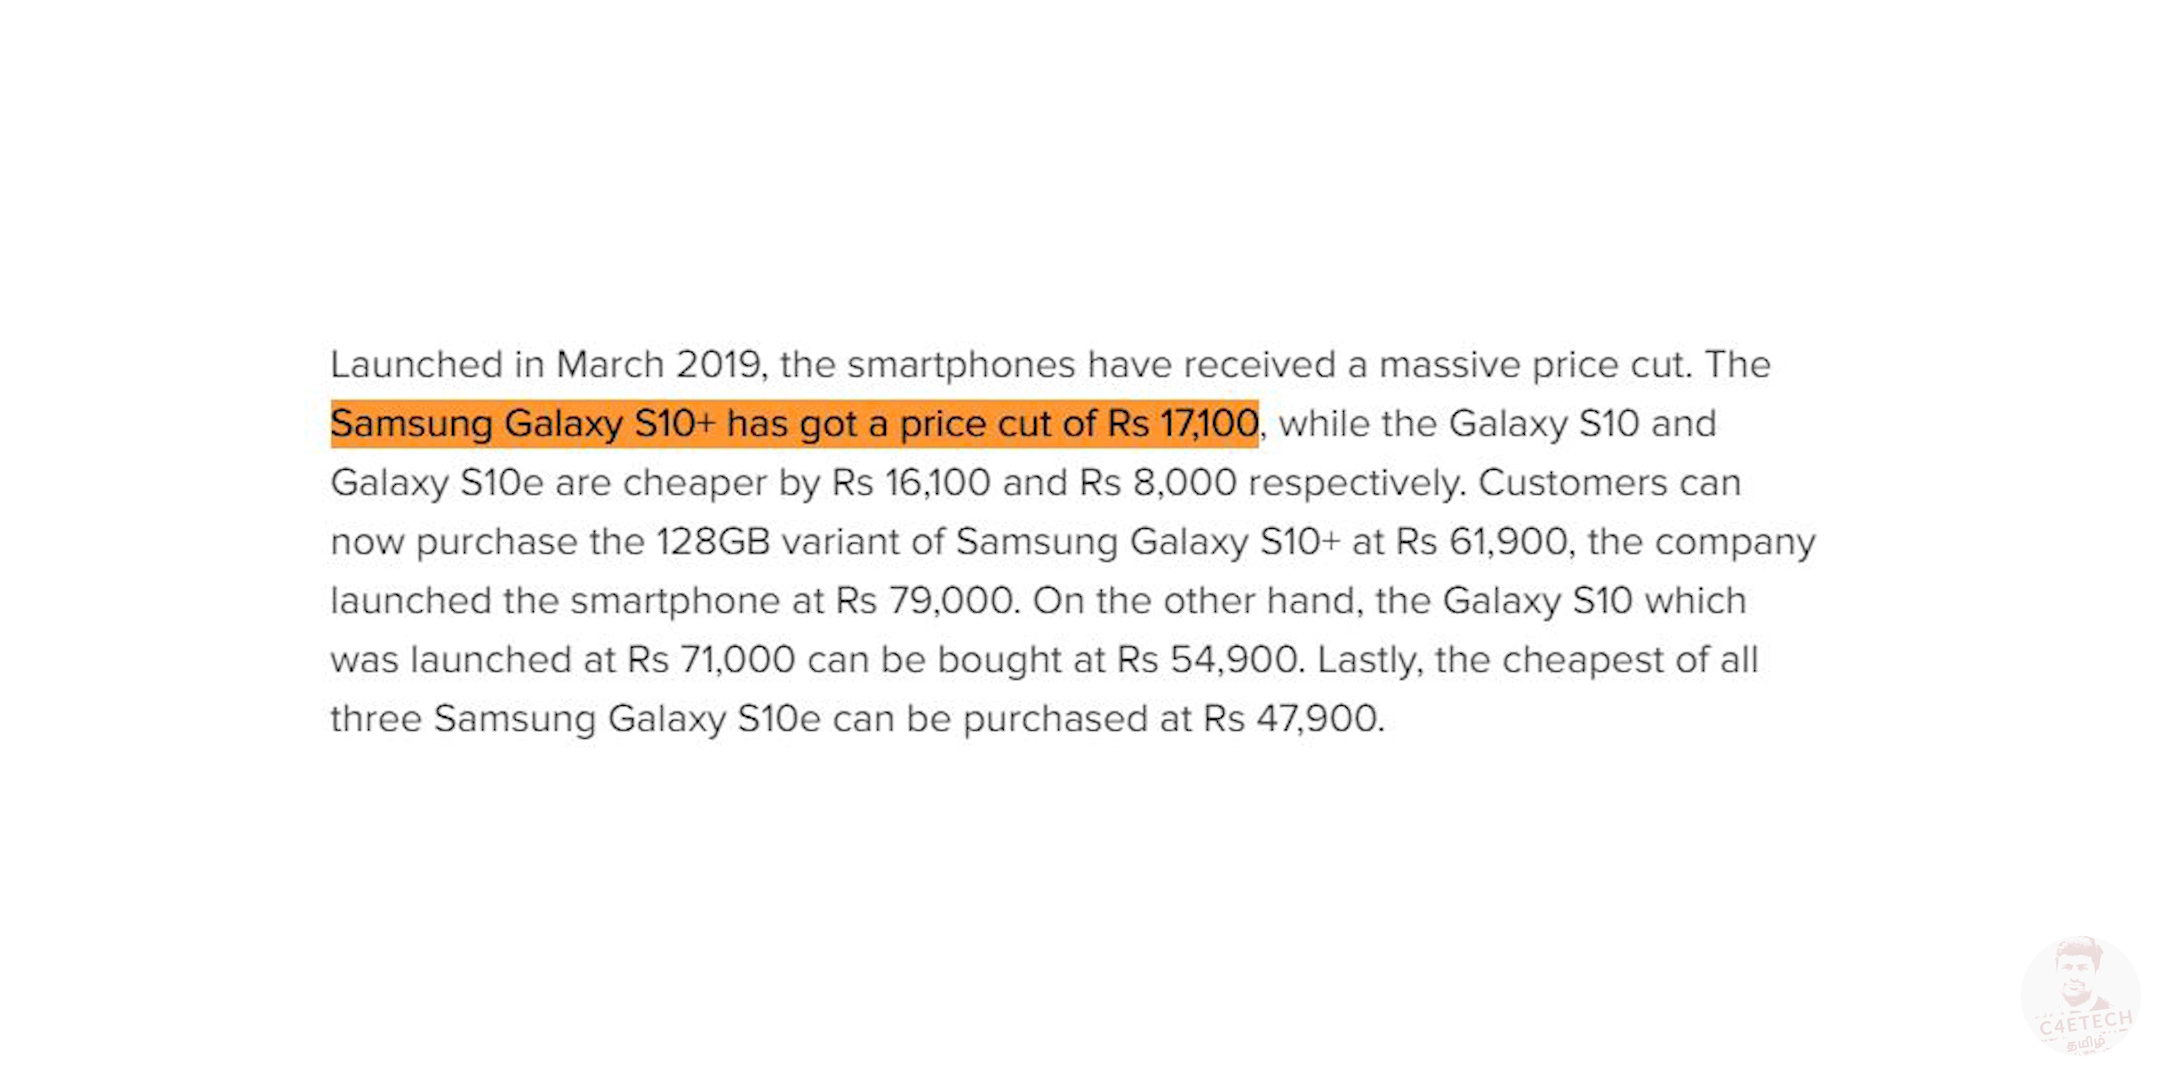 Launched in March 2019, the smartphones have received a massive price cut. The
Samsung Galaxy S10+ has got a price cut of Rs 17,100, while the Galaxy S10 and
Galaxy S10e are cheaper by Rs 16,100 and Rs 8,000 respectively. Customers can
now purchase the 128GB variant of Samsung Galaxy S10+ at Rs 61,900, the company
launched the smartphone at Rs 79,000. On the other hand, the Galaxy S10 which
was launched at Rs 71,000 can be bought at Rs 54,900. Lastly, the cheapest of all
three Samsung Galaxy S10e can be purchased at Rs 47,900.
C4ETECH
தமிழ்